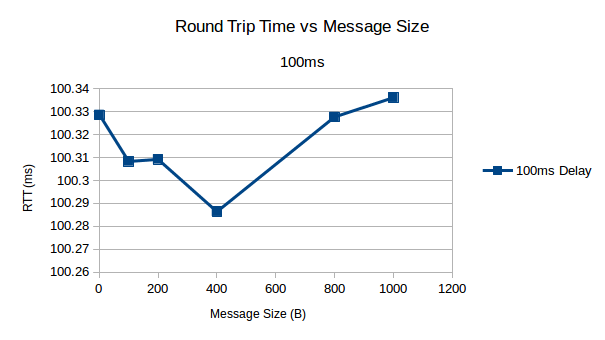 Round Trip Time vs Message Size
100ms
100.34
100.33
100.32
100.31
100.3
100.29
100.28
100.27
100.26
RTT (ms)
0 200 400 600 800 1000 1200
Message Size (B)
100ms Delay